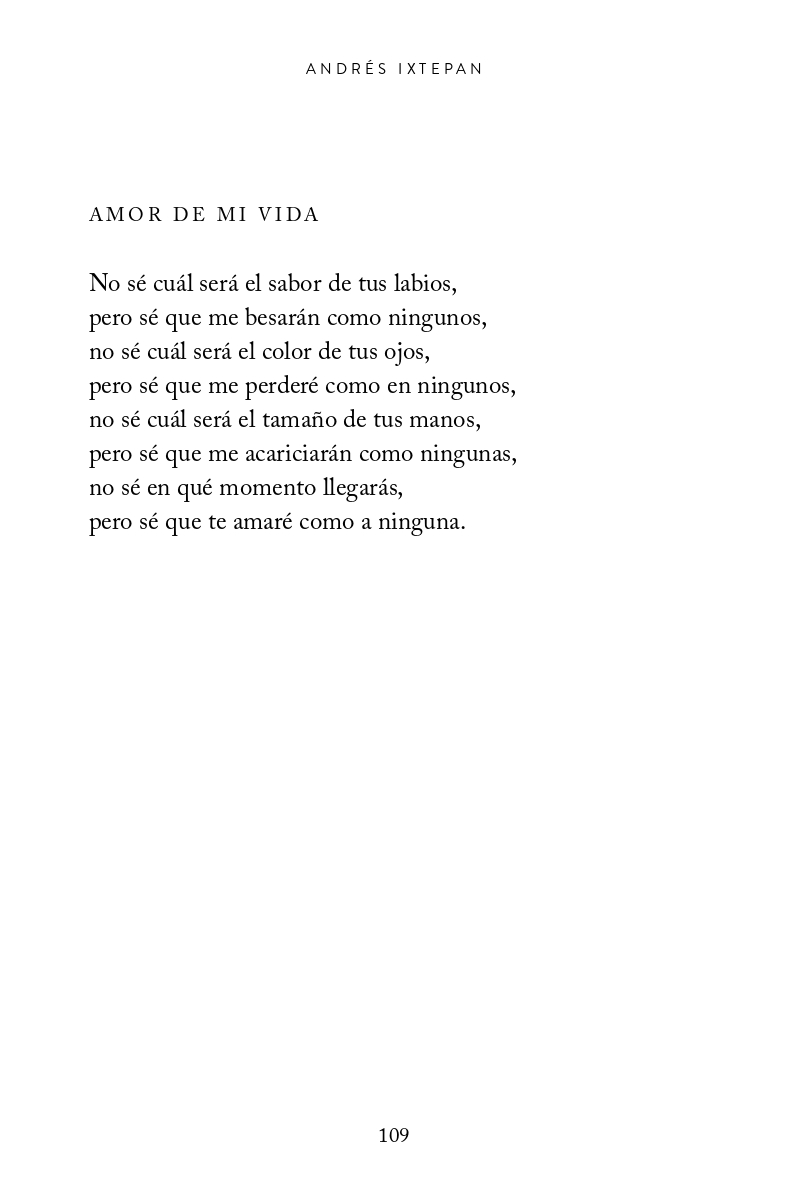 ANDRÉS IXTEPAN
AMOR DE MI VIDA
No sé cuál será el sabor de tus labios,
pero sé que me besarán como ningunos,
no sé cuál será el color de tus ojos,
pero sé que me perderé como en ningunos,
no sé cuál será el tamaño de tus manos,
pero sé que me acariciarán como ningunas,
no sé en qué momento llegarás,
pero sé que te amaré como a ninguna.
109